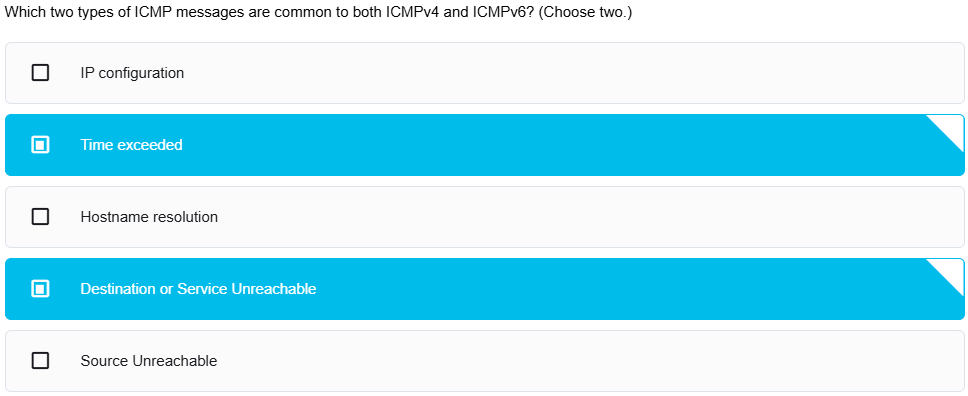 Which two types of ICMP messages are common to both ICMPv4 and ICMPv6? (Choose two.)
IP configuration
Time exceeded
Hostname resolution
Destination or Service Unreachable
Source Unreachable